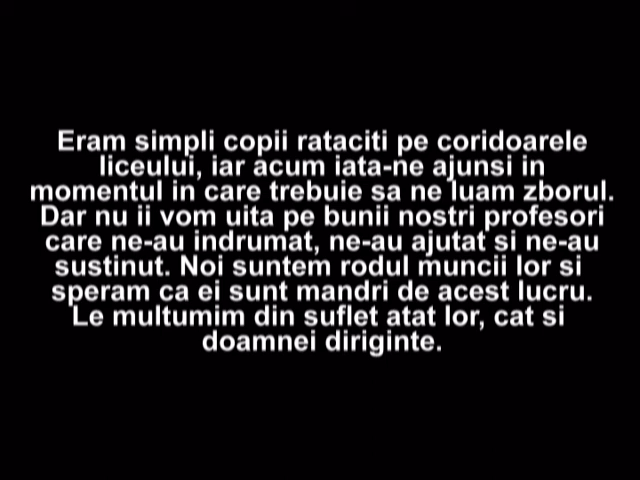 Eram simpli copii rataciti pe coridoarele
liceului, iar acum iata-ne ajunsi in
momentul in care trebuie sa ne luam zborul.
Dar nu ii vom uita pe bunii nostri profesori
care ne-au indrumat, ne-au ajutat si ne-au
sustinut. Noi suntem rodul muncii lor si
speram ca ei sunt mandri de acest lucru.
Le multumim din suflet atat lor, cat si
doamnei diriginte.